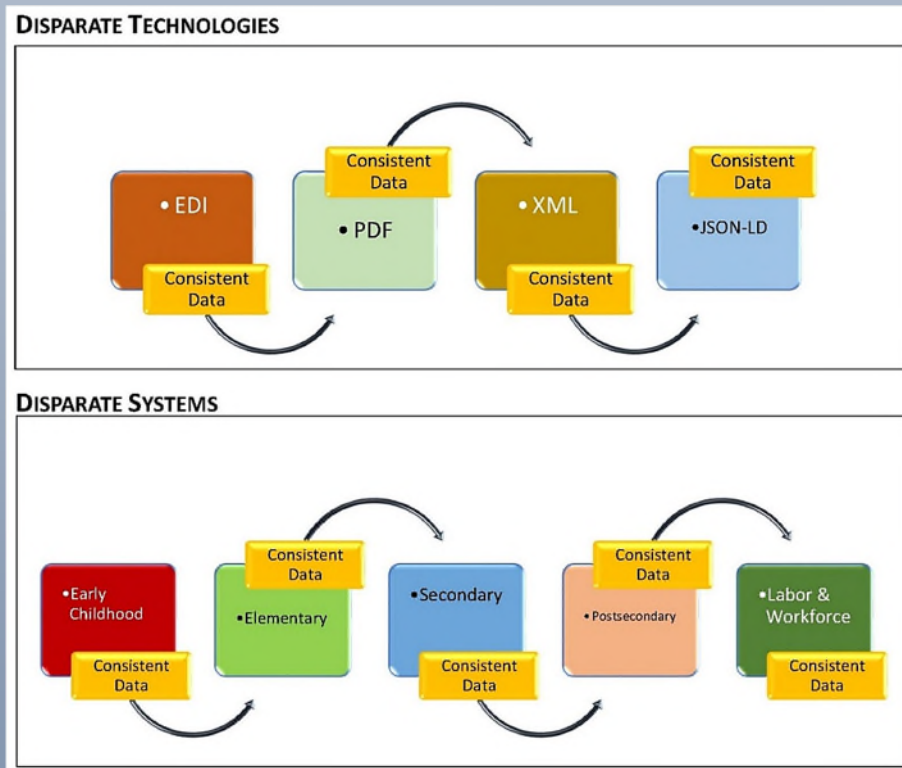 DISPARATE TECHNOLOGIES
• EDI
Consistent
Data
Consistent
Data
• PDF
• XML
Consistent
Data
Consistent
Data
•JSON-LD
DISPARATE SYSTEMS
•Early
Childhood
Consistent
Data
Consistent
Data
•Elementary
•Secondary
Consistent
Data
Consistent
Data
•Postsecondary
•Labor &
Workforce
Consistent
Data